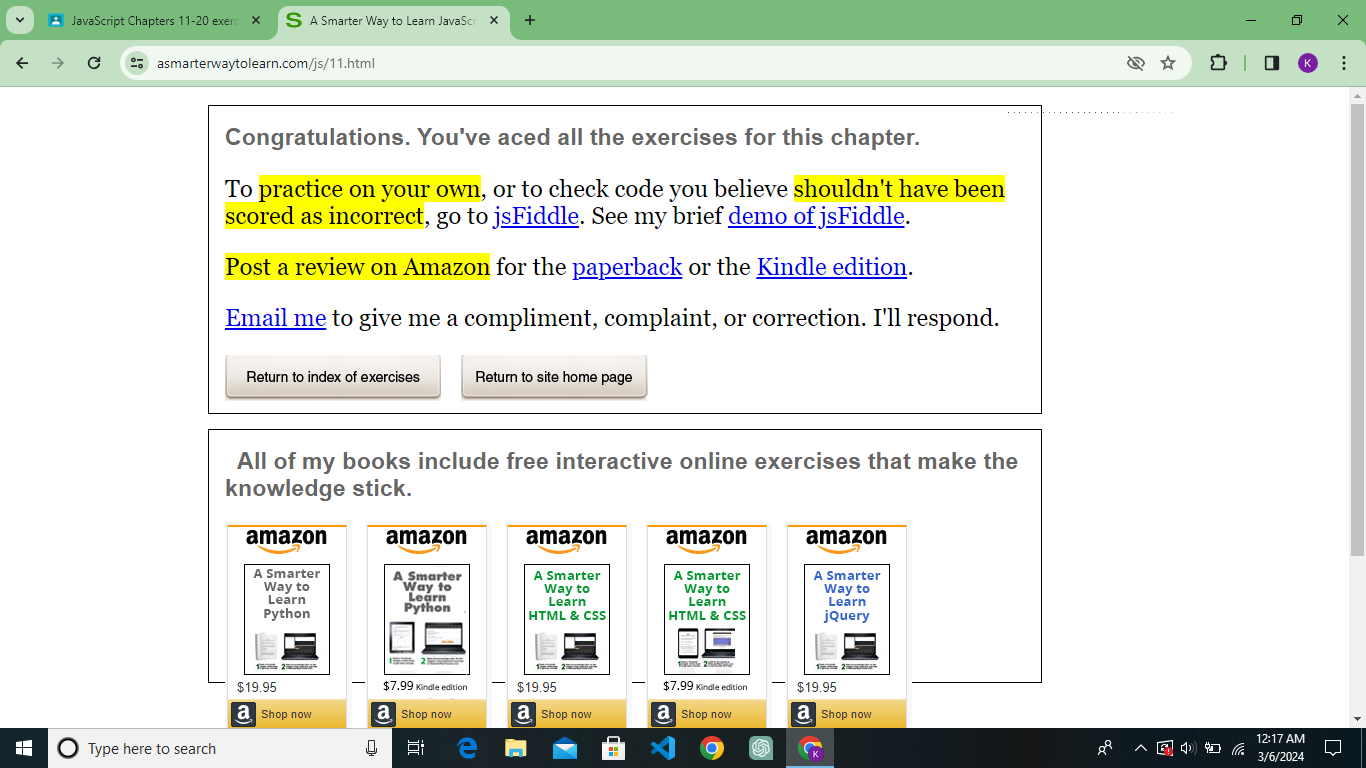 JavaScript Chapters 11-20 exerc
A Smarter Way to Learn JavaScr
asmarterwaytolearn.com/js/11.html
K
Congratulations. You've aced all the exercises for this chapter.
To practice on your own, or to check code you believe shouldn't have been
scored as incorrect, go to jsFiddle. See my brief demo of jsFiddle.
Post a review on Amazon for the paperback or the Kindle edition.
Email me to give me a compliment, complaint, or correction. I'll respond.
Return to index of exercises
Return to site home page
All of my books include free interactive online exercises that make the
knowledge stick.
amazon
A Smarter
Way to
Learn
Python
$19.95
Shop now
amazon
A Smarter
Way to
Learn
Python
$7.99 Kindle edition
Shop now
amazon
A Smarter
Way to
Learn
HTML & CSS
$19.95
Shop now
amazon
A Smarter
Way to
Learn
HTML & CSS
$7.99 Kindle edition
Shop now
amazon
A Smarter
Way to
Learn
jQuery
$19.95
Shop now
Type here to search
K
12:17 AM
3/6/2024